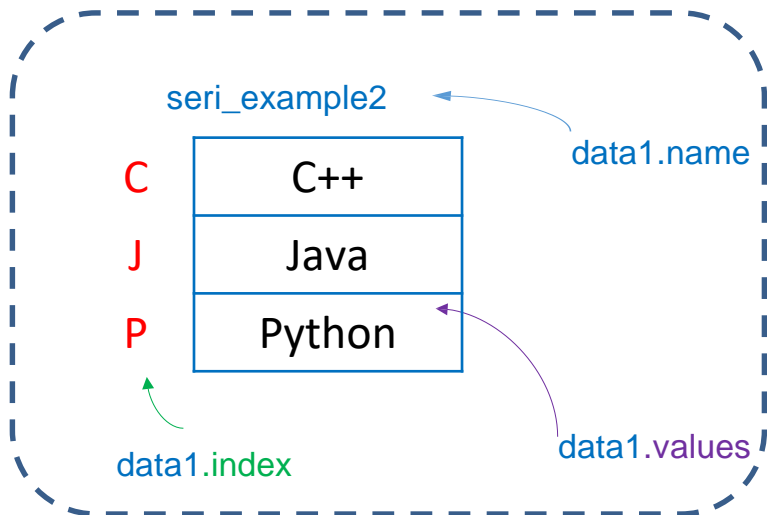 seri_example2
data1.name
C C++
J Java
P Python
data1.index
data1.values